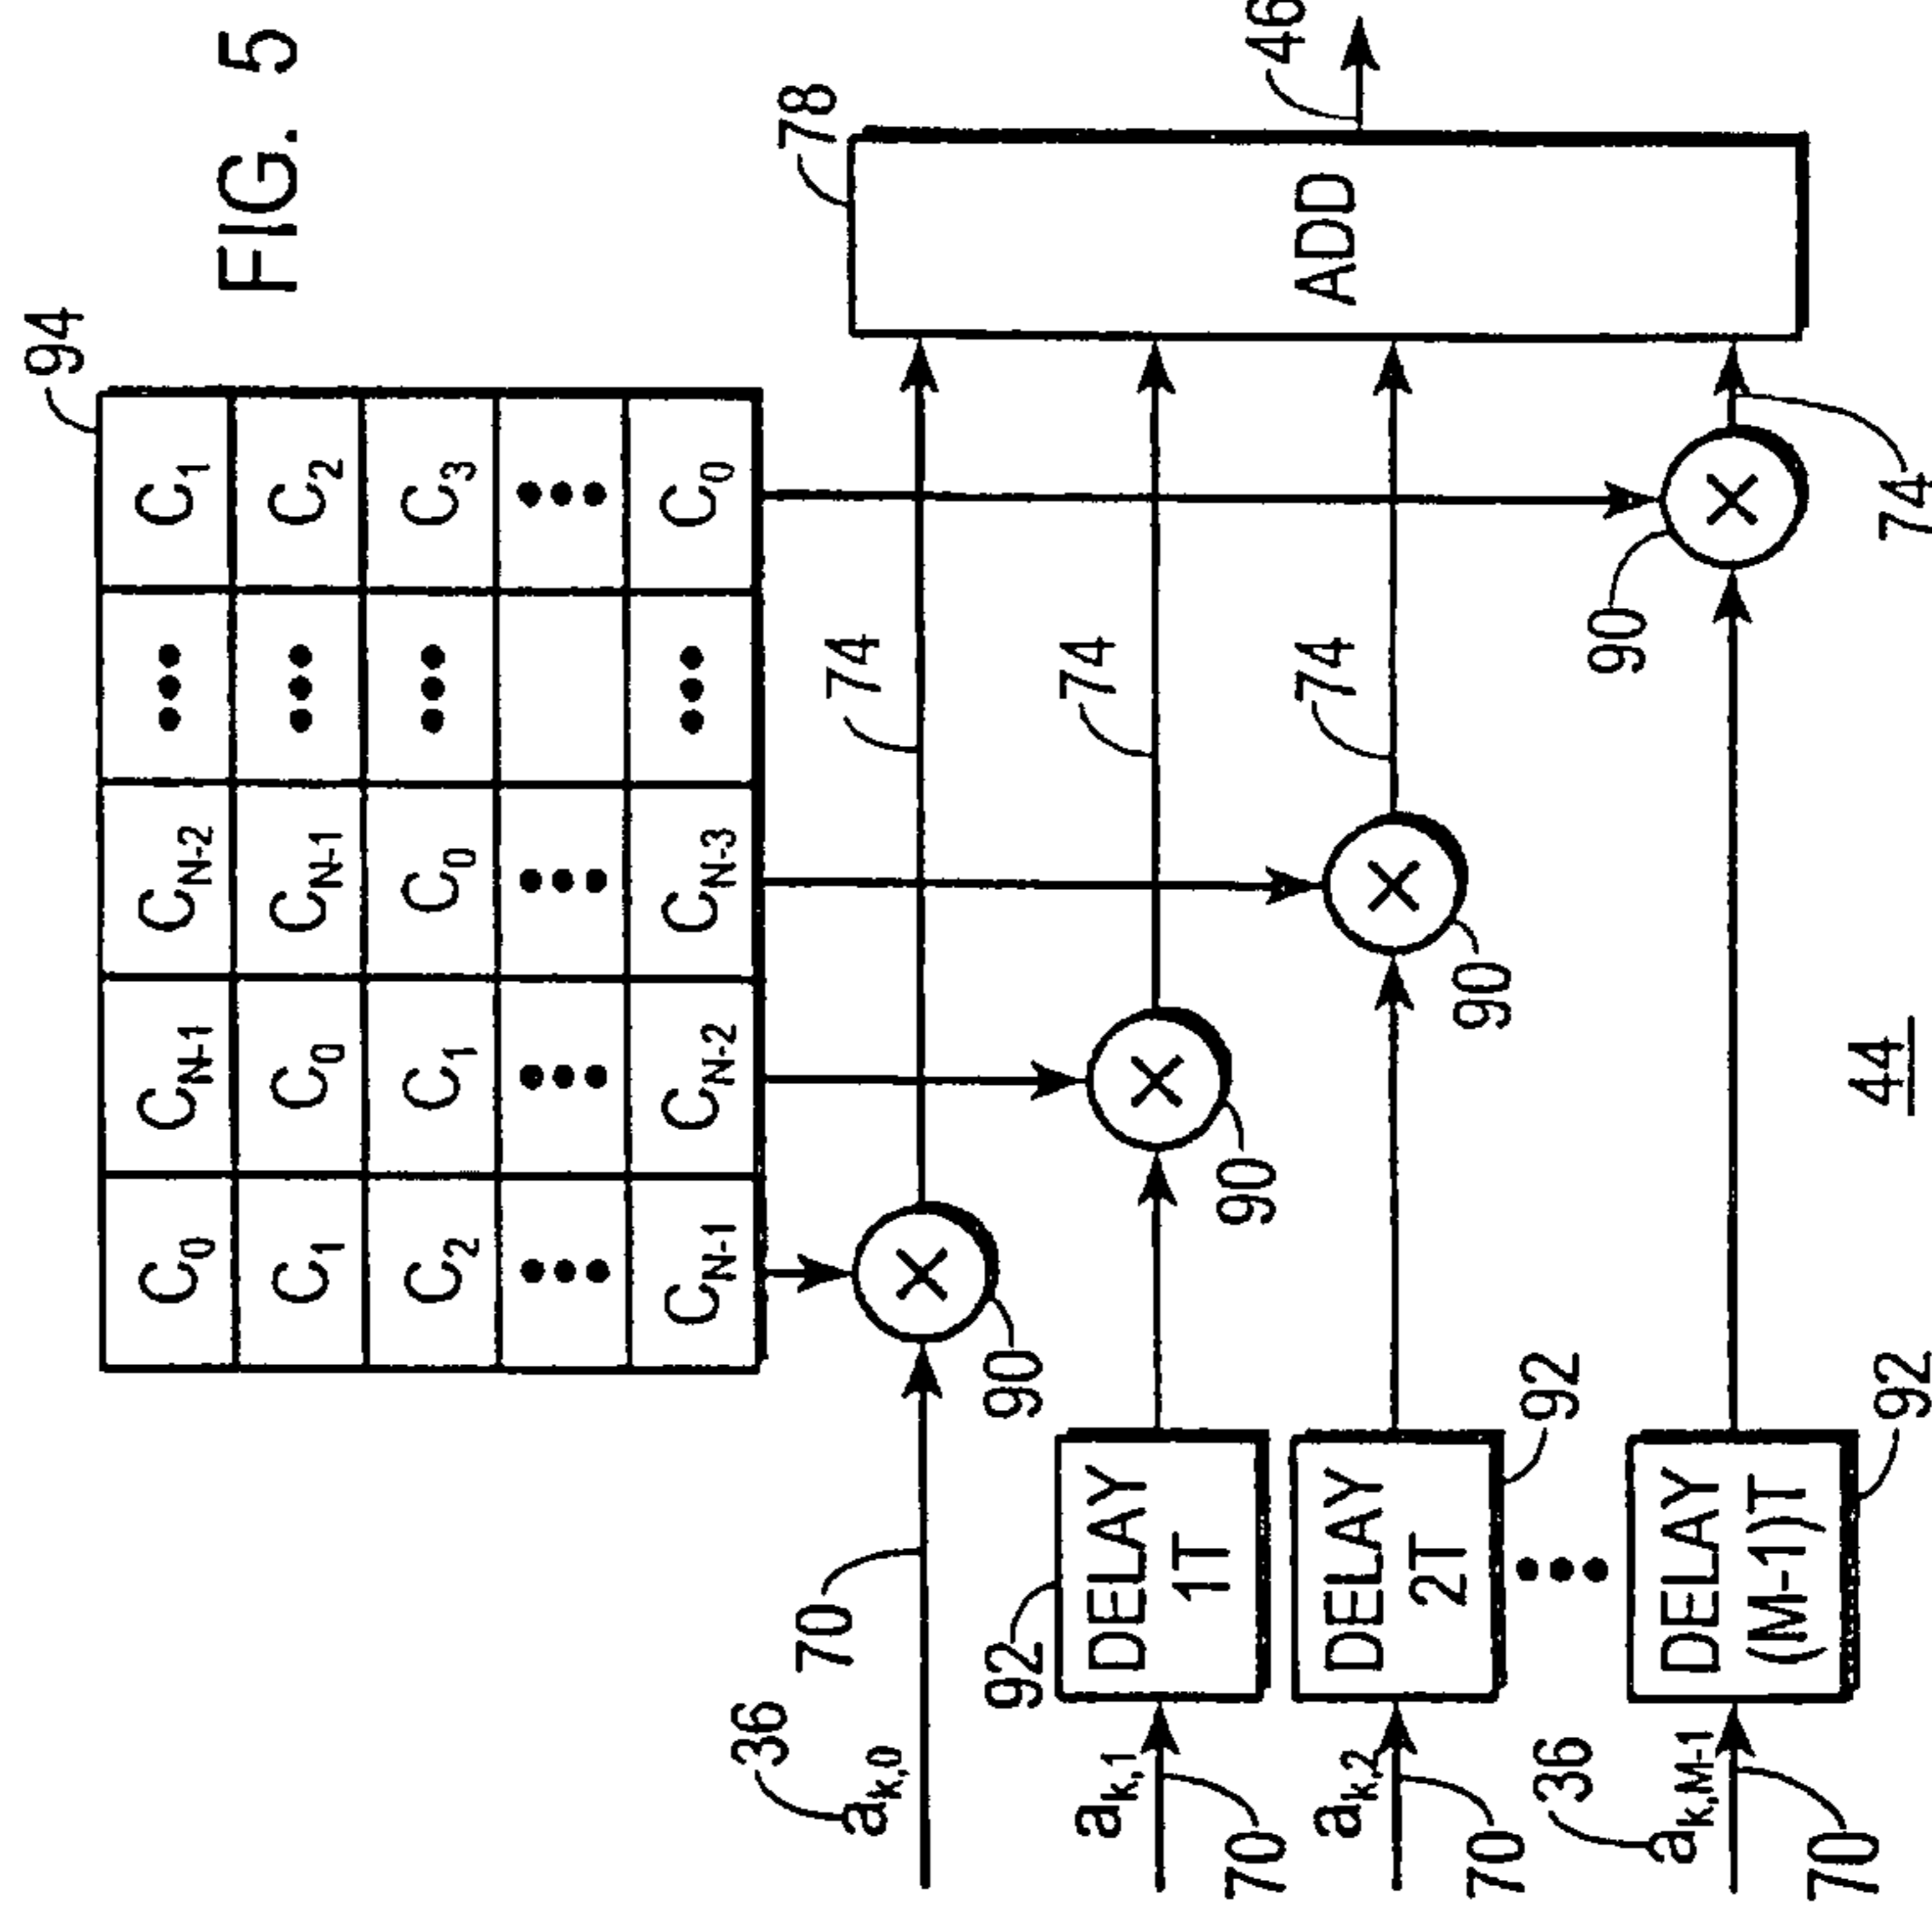 FIG. 5
94
C0 CN-1 CN-2 ••• C1
C1 C0 CN-1 ••• C2
C2 C1 C0 ••• C3
••• ••• ••• •••
CN-1 CN-2 CN-3 ••• C0
78
46
ADD
74
74
74
74
90
90
90
90
36
ak,0
70
92
DELAY
1T
ak,1
70
DELAY
2T
92
ak,2
70
•••
36
DELAY
(M-1)T
92
ak,M-1
70
44